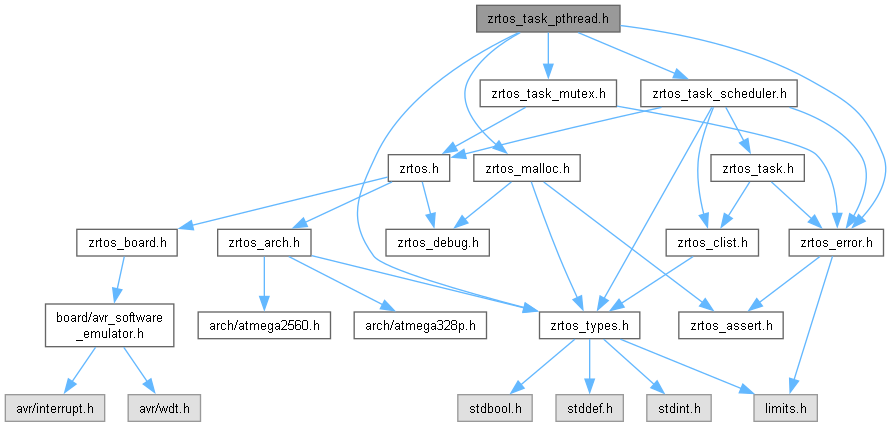 zrtos_task_pthread.h
zrtos_task_mutex.h
zrtos_task_scheduler.h
zrtos.h
zrtos_malloc.h
zrtos_task.h
zrtos_board.h
zrtos_arch.h
zrtos_debug.h
zrtos_clist.h
zrtos_error.h
board/avr_software
_emulator.h
arch/atmega2560.h
arch/atmega328p.h
zrtos_types.h
zrtos_assert.h
avr/interrupt.h
avr/wdt.h
stdbool.h
stddef.h
stdint.h
limits.h